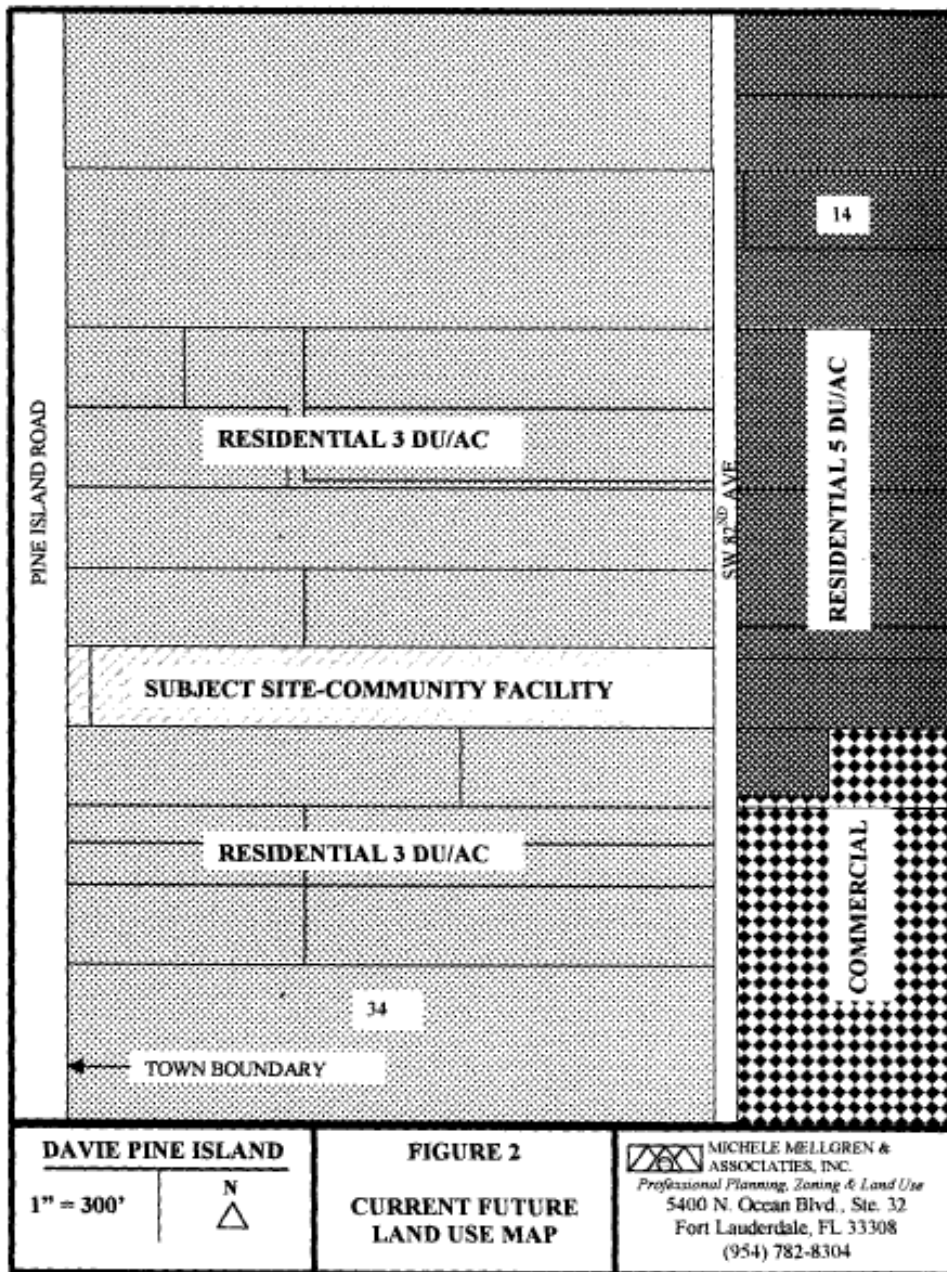 14
RESIDENTIAL 5 DU/AC
PINE ISLAND ROAD
RESIDENTIAL 3 DU/AC
SW 82ND AVE
SUBJECT SITE-COMMUNITY FACILITY
RESIDENTIAL 3 DU/AC
COMMERCIAL
34
TOWN BOUNDARY
DAVIE PINE ISLAND
1" = 300'
N
FIGURE 2
CURRENT FUTURE
LAND USE MAP
MICHELE MELLGREN &
ASSOCIATIES, INC.
Professional Planning, Zoning & Land Use
5400 N. Ocean Blvd., Ste. 32
Fort Lauderdale, FL 33308
(954) 782-8304